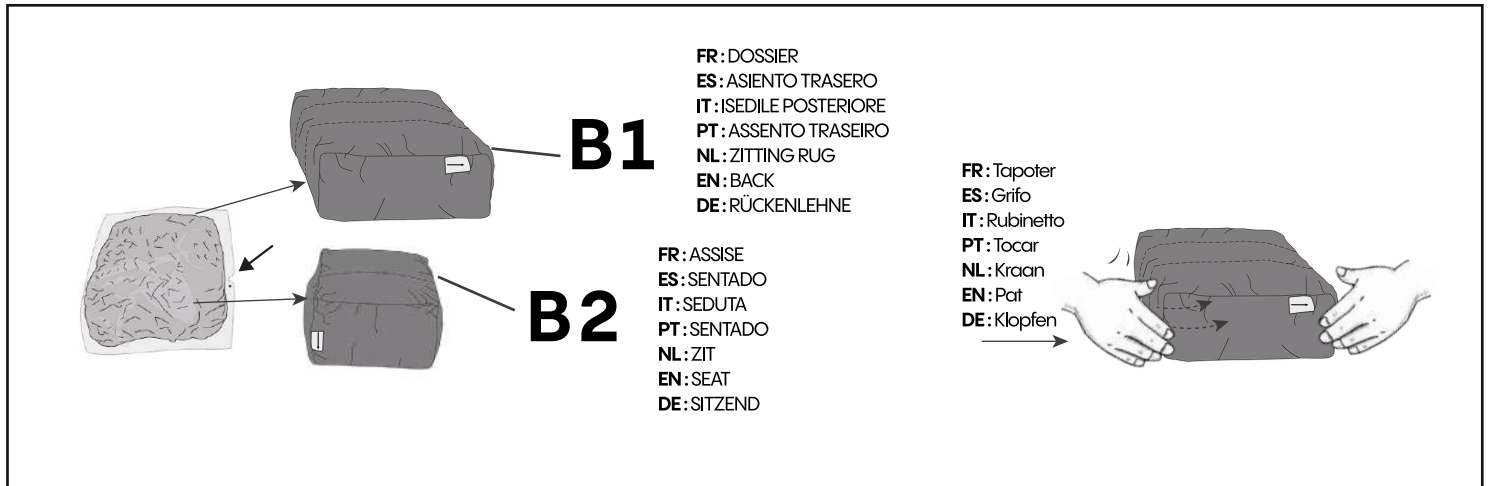 B1
FR: DOSSIER
ES: ASIENTO TRASERO
IT: ISEDILE POSTERIORE
PT: ASSENTO TRASEIRO
NL: ZITTING RUG
EN: BACK
DE: RÜCKENLEHNE
B2
FR: ASSISE
ES: SENTADO
IT: SEDUTA
PT: SENTADO
NL: ZIT
EN: SEAT
DE: SITZEND
FR: Tapoter
ES: Grifo
IT: Rubinetto
PT: Tocar
NL: Kraan
EN: Pat
DE: Klopfen